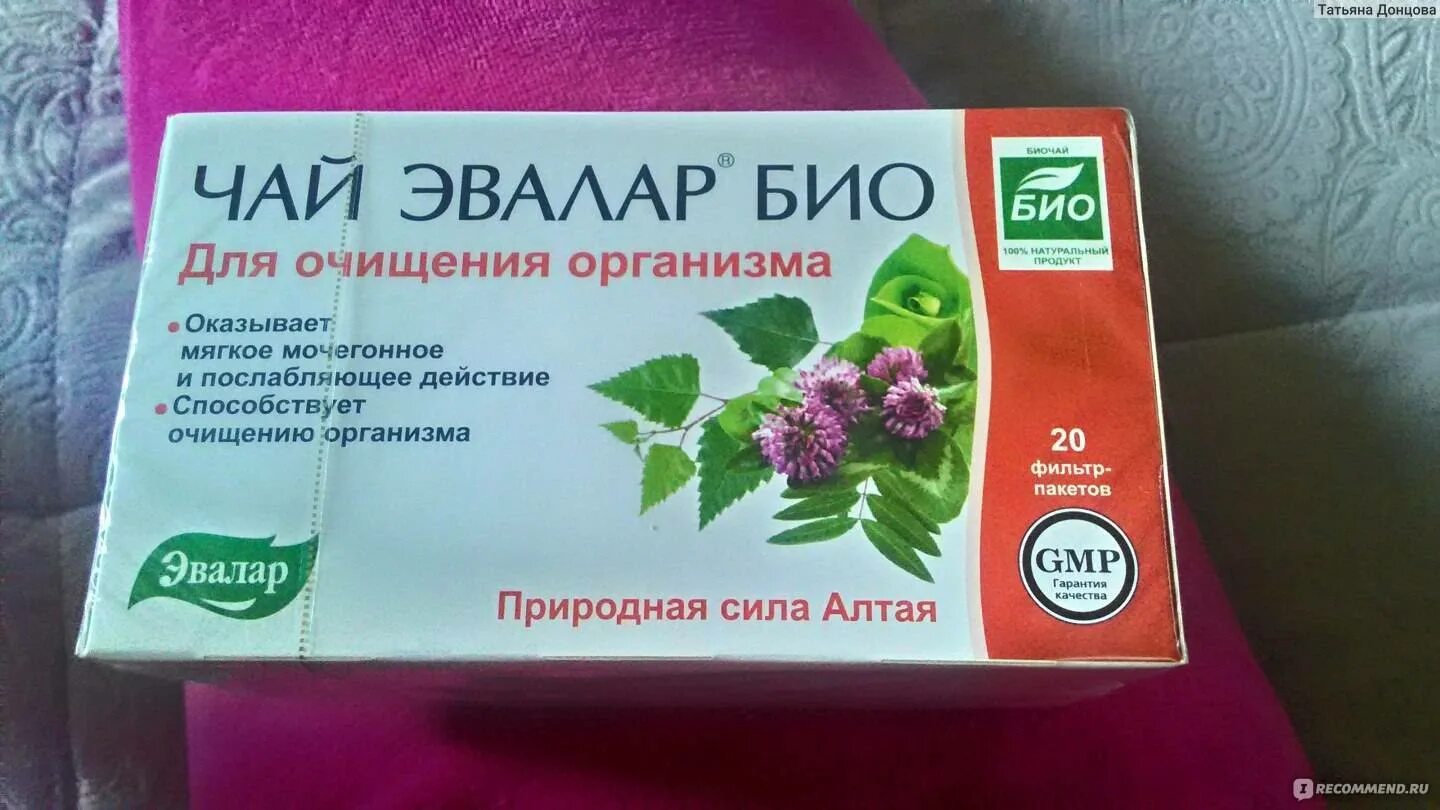 Татьяна Донцова
ЧАЙ ЭВАЛАР® БИО
Для очищения организма
• Оказывает
мягкое мочегонное
и послабляющее действие
• Способствует
очищению организма
Эвалар
Природная сила Алтая
БИОЧАЙ
БИО
100% НАТУРАЛЬНЫЙ
ПРОДУКТ
20
фильтр-
пакетов
GMP
Гарантия
качества
IRECOMMEND.RU